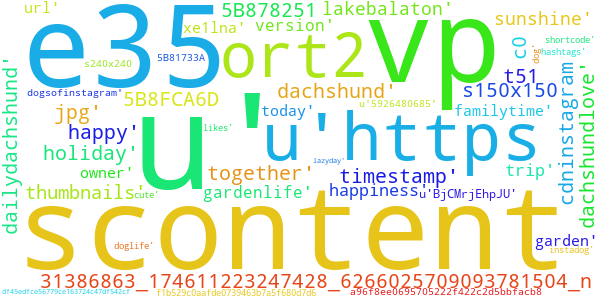 url'
5B878251
lakebalaton'
e35
xe1lna'
version'
vp
sunshine'
shortcode'
hashtags'
5B81733A
ort2
c0
dog'
s240x240
t51
dogsofinstagram'
5B8FCA6D
dachshund'
s150x150
u'5926480685'
jpg'
u'
today'
familytime'
cdninstagram
dailydachshund'
happy'
likes'
u'https
dachshundlove'
holiday'
lazyday'
owner'
together'
timestamp'
trip'
thumbnails'
cute'
gardenlife'
happiness'
u'BjCMrjEhpJU'
scontent
doglife'
garden'
instadog'
31386863_174611223247428_6266025709093781504_n
f1b529c0aafde0739463b7a5f680d7d6
a96f8ee0695705222f422c2d5bbfacb8